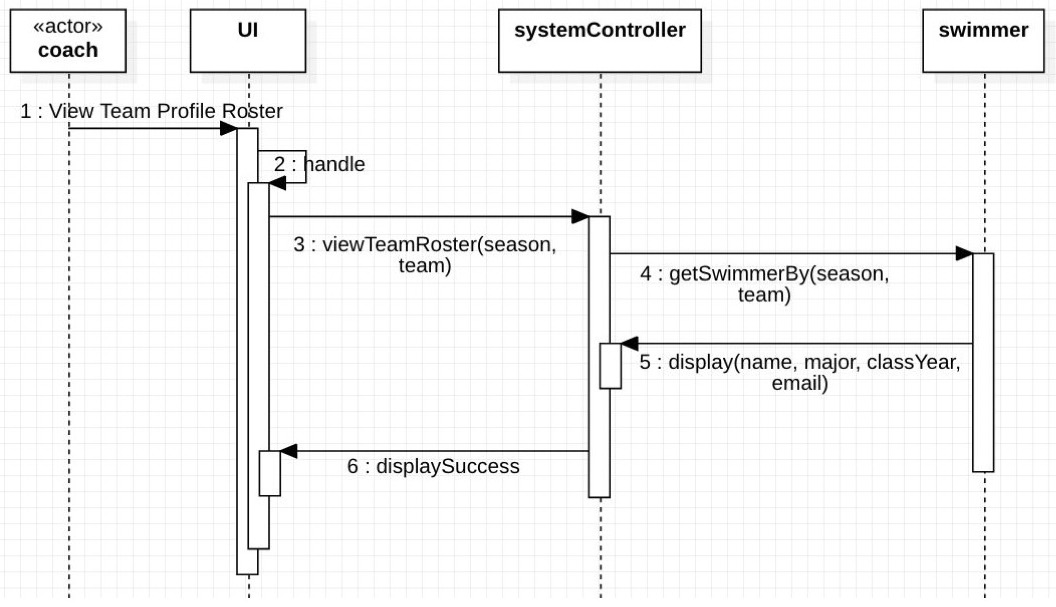 «actor»
coach
UI
systemController
swimmer
1 : View Team Profile Roster
2 : handle
3 : viewTeamRoster(season,
team)
4 : getSwimmerBy(season,
team)
5 : display(name, major, classYear,
email)
6 : displaySuccess